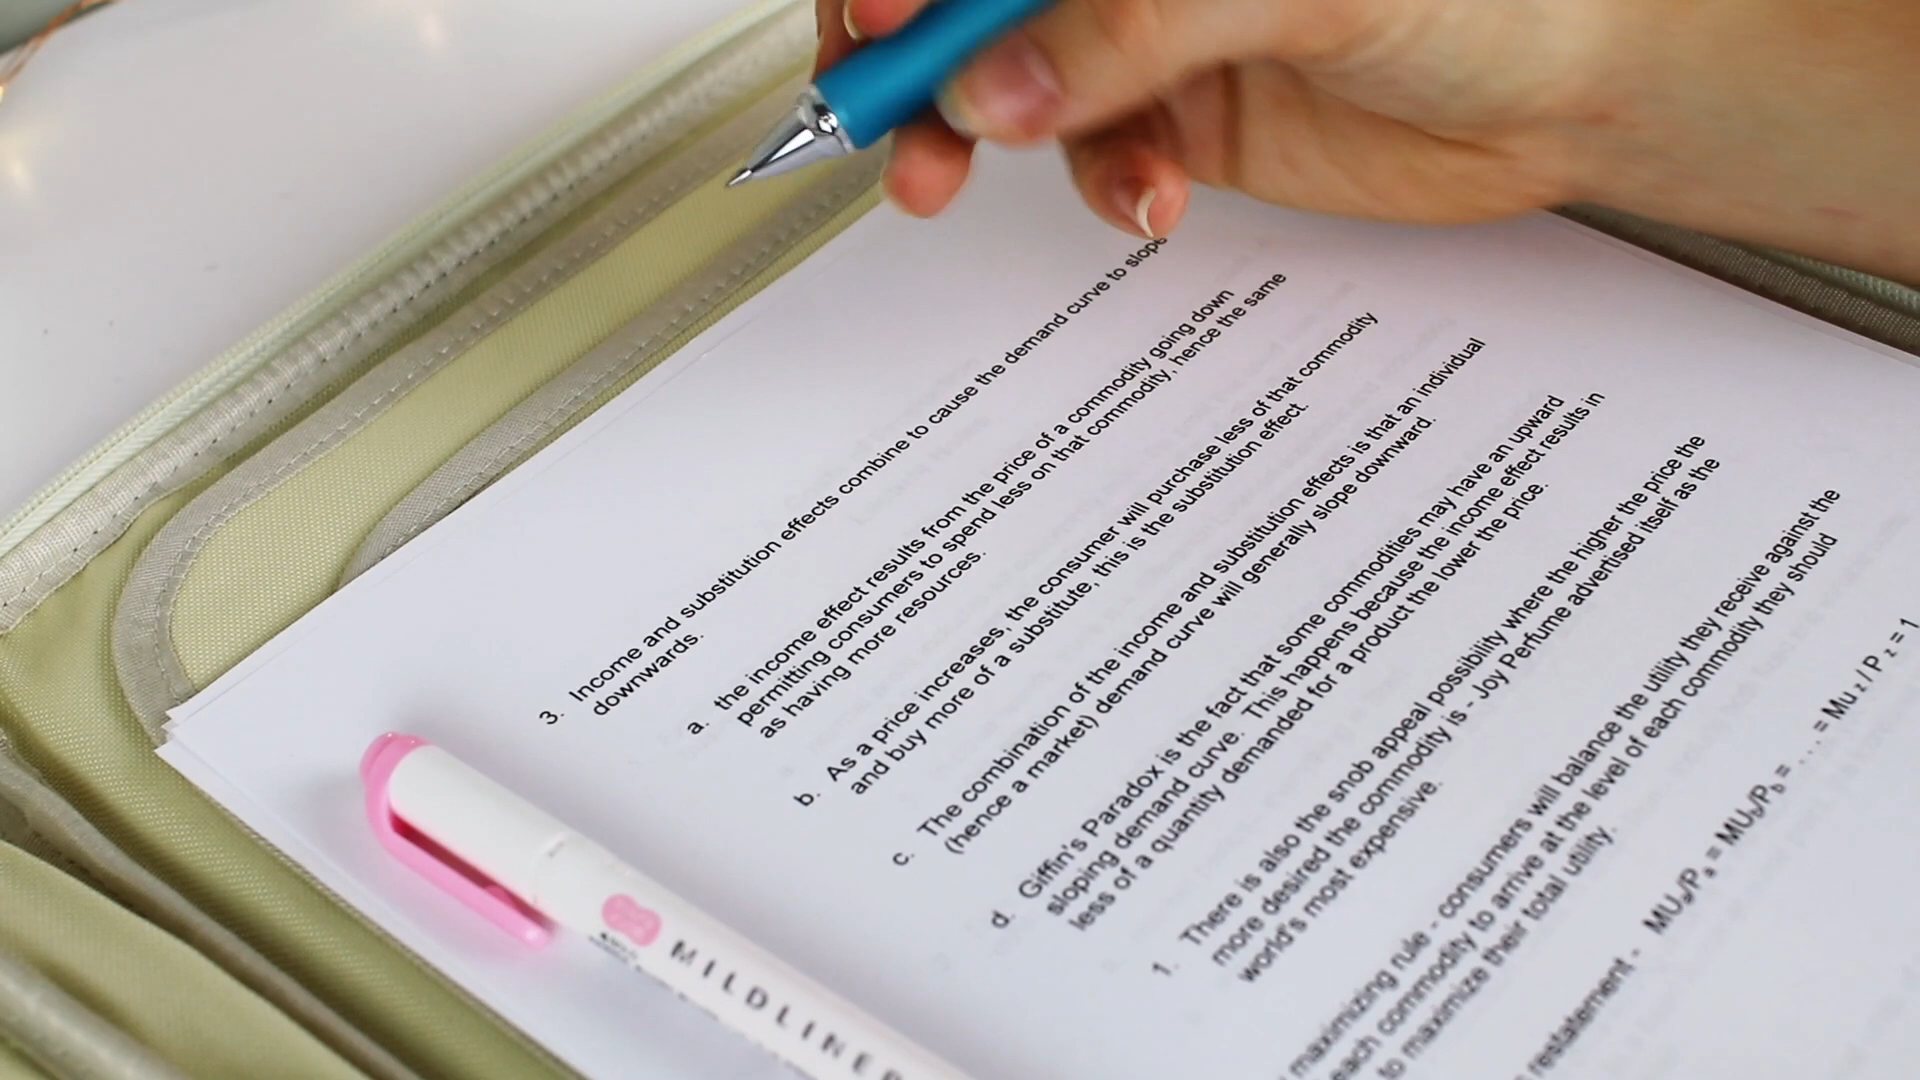 3. Income and substitution effects combine to cause the demand curve to slope
downwards.
a. the income effect results from the price of a commodity going down
permitting consumers to spend less on that commodity, hence the same
as having more resources.
b. As a price increases, the consumer will purchase less of that commodity
and buy more of a substitute, this is the substitution effect.
c. The combination of the income and substitution effects is that an individual
(hence a market) demand curve will generally slope downward.
d. Giffin's Paradox is the fact that some commodities may have an upward
sloping demand curve. This happens because the income effect results in
less of a quantity demanded for a product the lower the price.
1. There is also the snob appeal possibility where the higher the price the
more desired the commodity is - Joy Perfume advertised itself as the
world's most expensive.
maximizing rule - consumers will balance the utility they receive against the
each commodity to arrive at the level of each commodity they should
to maximize their total utility.
restatement - MUₐ/Pₐ = MU_b/P_b = . . . . = Mu z / P z = 1
MILDLINER